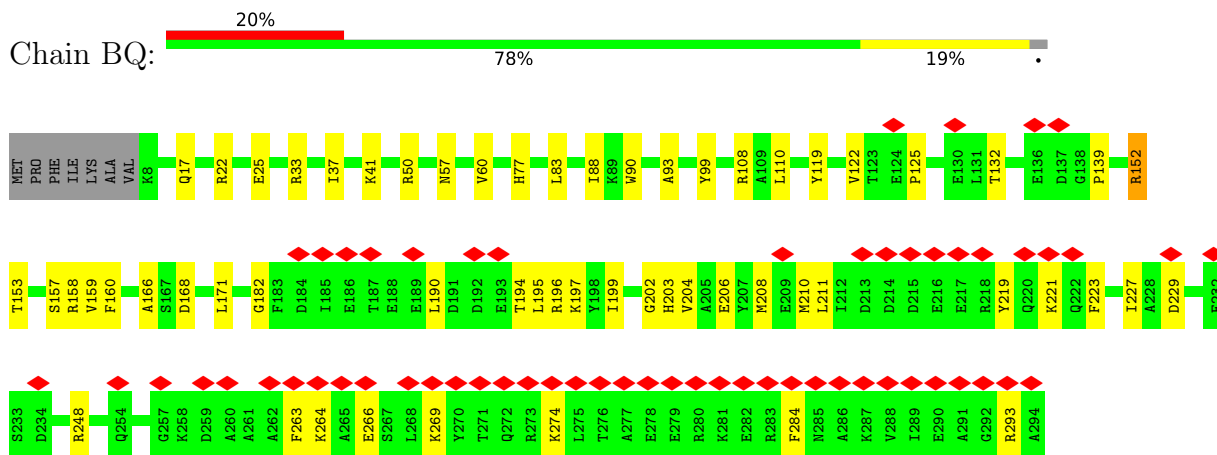 20%
Chain BQ:
78% 19% •
MET PRO PHE ILE LYS ALA VAL K8 Q17 R22 E25 R33 I37 K41 R50 N57 V60 H77 L83 I88 K89 W90 A93 Y99 R108 A109 L110 Y119 V122 T123 E124 P125 E130 L131 T132 E136 D137 G138 P139 R152
T153 S157 R158 V159 F160 A166 S167 D168 L171 G182 F183 D184 I185 E186 T187 E188 E189 L190 D191 D192 E193 T194 L195 R196 K197 Y198 I199 G202 H203 V204 A205 E206 Y207 M208 E209 M210 L211 I212 D213 D214 D215 E216 E217 R218 Y219 Q220 K221 Q222 F223 I227 A228 D229 E232
S233 D234 R248 Q254 G257 K258 D259 A260 A261 A262 F263 K264 A265 E266 S267 L268 K269 Y270 T271 Q272 R273 K274 L275 T276 A277 E278 E279 R280 K281 E282 R283 F284 N285 A286 K287 V288 I289 E290 A291 G292 R293 A294